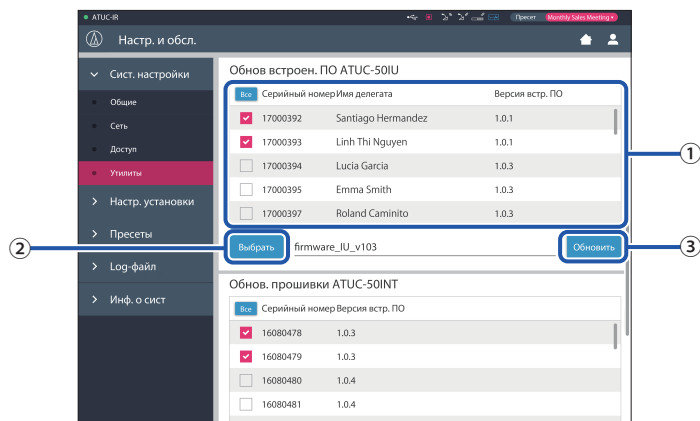 ATUC-IR
Пресет Monthly Sales Meeting
Настр. и обсл.
Сист. настройки
Общие
Сеть
Доступ
Утилиты
Настр. установки
Пресеты
Log-файл
Инф. о сист
Обнов встроен. ПО ATUC-50IU
Все Серийный номер Имя делегата Версия встр. ПО
17000392 Santiago Hermandez 1.0.1
17000393 Linh Thi Nguyen 1.0.1
17000394 Lucia Garcia 1.0.3
17000395 Emma Smith 1.0.3
17000397 Roland Caminito 1.0.3
1
2
Выбрать firmware_IU_v103 Обновить
3
Обнов. прошивки ATUC-50INT
Все Серийный номер Версия встр. ПО
16080478 1.0.3
16080479 1.0.3
16080480 1.0.4
16080481 1.0.4